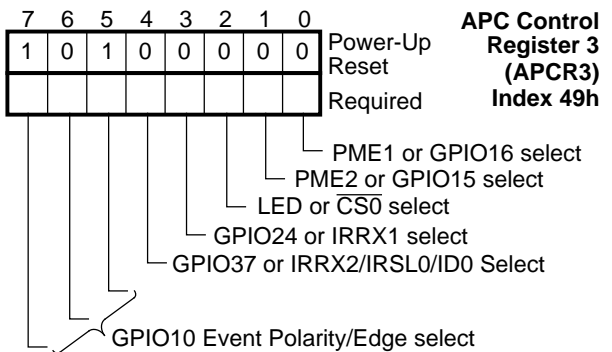 7 6 5 4 3 2 1 0
APC Control
Register 3
(APCR3)
Index 49h
1 0 1 0 0 0 0 0
Power-Up
Reset
Required
PME1 or GPIO16 select
PME2 or GPIO15 select
LED or CS0 select
GPIO24 or IRRX1 select
GPIO37 or IRRX2/IRSL0/ID0 Select
GPIO10 Event Polarity/Edge select